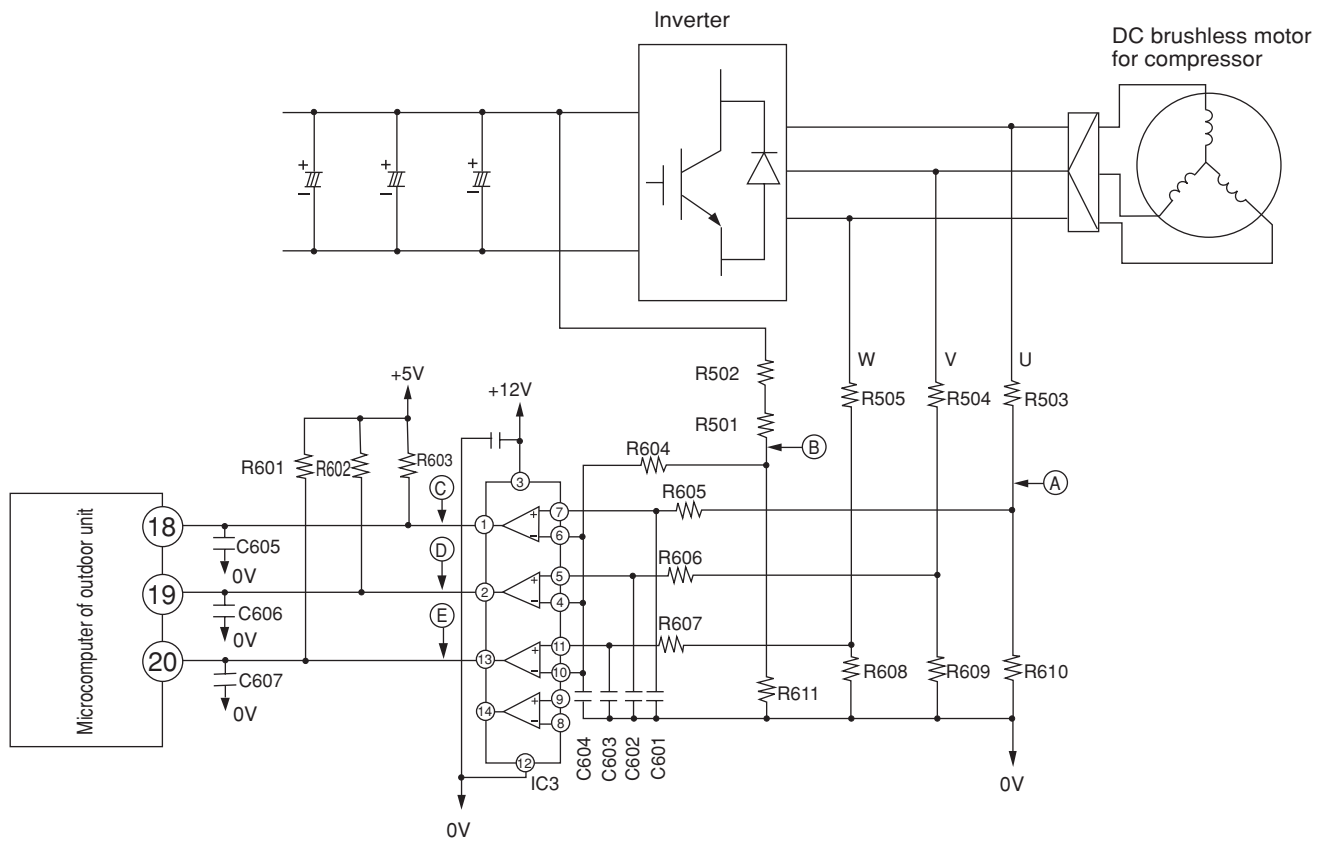 Inverter
DC brushless motor
for compressor
+
−
+
−
+
−
W
V
U
R502
R505
R504
R503
+5V
+12V
R501
B
R601
R602
R603
R604
A
3
C
R605
18
1
+
−
7
6
C605
0V
D
R606
19
2
+
−
5
4
C606
0V
E
R607
20
13
+
−
11
10
R608
R609
R610
C607
0V
14
+
−
9
8
R611
Microcomputer of outdoor unit
C604
C603
C602
C601
12
IC3
0V
0V